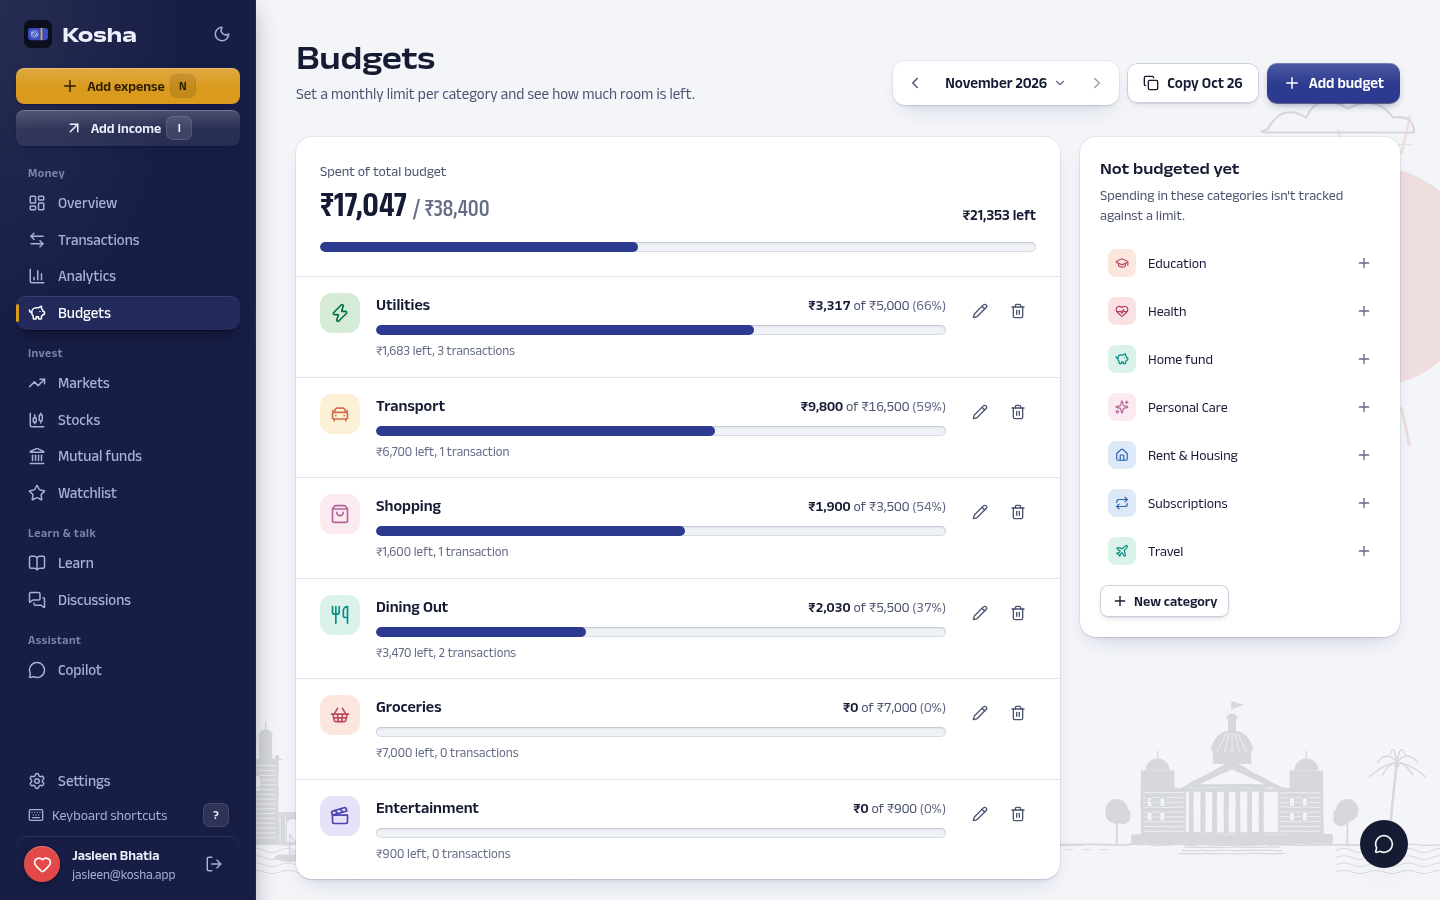 Kosha
Add expense N
Add income I
Money
Overview
Transactions
Analytics
Budgets
Invest
Markets
Stocks
Mutual funds
Watchlist
Learn & talk
Learn
Discussions
Assistant
Copilot
Settings
Keyboard shortcuts ?
Jasleen Bhatia
jasleen@kosha.app
Budgets
Set a monthly limit per category and see how much room is left.
November 2026
Copy Oct 26
Add budget
Spent of total budget
₹17,047 / ₹38,400
₹21,353 left
Utilities
₹3,317 of ₹5,000 (66%)
₹1,683 left, 3 transactions
Transport
₹9,800 of ₹16,500 (59%)
₹6,700 left, 1 transaction
Shopping
₹1,900 of ₹3,500 (54%)
₹1,600 left, 1 transaction
Dining Out
₹2,030 of ₹5,500 (37%)
₹3,470 left, 2 transactions
Groceries
₹0 of ₹7,000 (0%)
₹7,000 left, 0 transactions
Entertainment
₹0 of ₹900 (0%)
₹900 left, 0 transactions
Not budgeted yet
Spending in these categories isn't tracked
against a limit.
Education
Health
Home fund
Personal Care
Rent & Housing
Subscriptions
Travel
New category